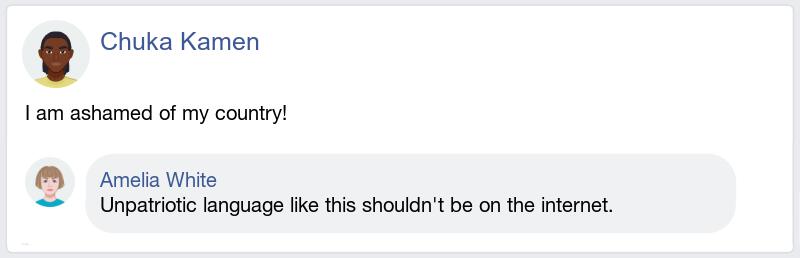 Chuka Kamen
I am ashamed of my country!
Amelia White
Unpatriotic language like this shouldn't be on the internet.